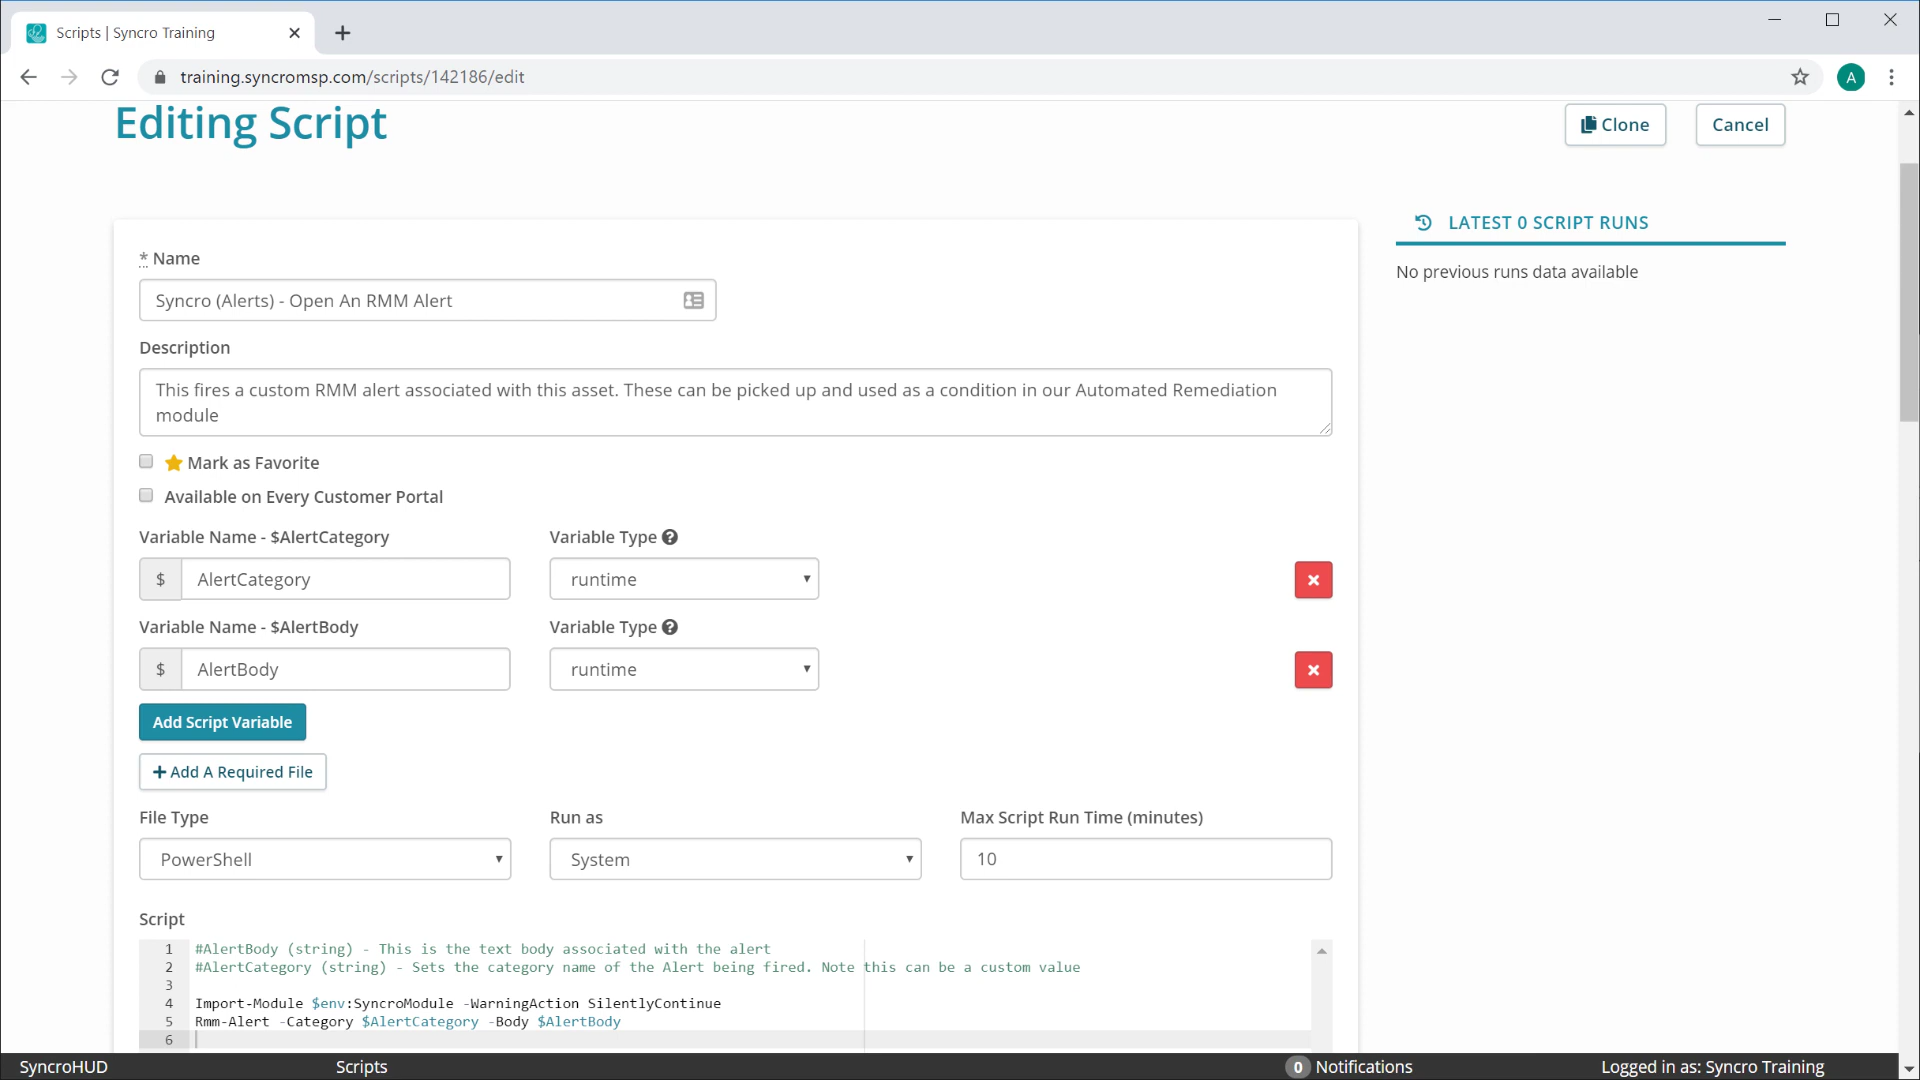 Scripts | Syncro Training
training.syncromsp.com/scripts/142186/edit
A
Editing Script
Clone
Cancel
LATEST 0 SCRIPT RUNS
No previous runs data available
* Name
Syncro (Alerts) - Open An RMM Alert
Description
This fires a custom RMM alert associated with this asset. These can be picked up and used as a condition in our Automated Remediation
module
Mark as Favorite
Available on Every Customer Portal
Variable Name - $AlertCategory
Variable Type ?
$ AlertCategory
runtime
Variable Name - $AlertBody
Variable Type ?
$ AlertBody
runtime
Add Script Variable
+ Add A Required File
File Type
Run as
Max Script Run Time (minutes)
PowerShell
System
10
Script
1 #AlertBody (string) - This is the text body associated with the alert
2 #AlertCategory (string) - Sets the category name of the Alert being fired. Note this can be a custom value
3
4 Import-Module $env:SyncroModule -WarningAction SilentlyContinue
5 Rmm-Alert -Category $AlertCategory -Body $AlertBody
6
SyncroHUD
Scripts
0 Notifications
Logged in as: Syncro Training